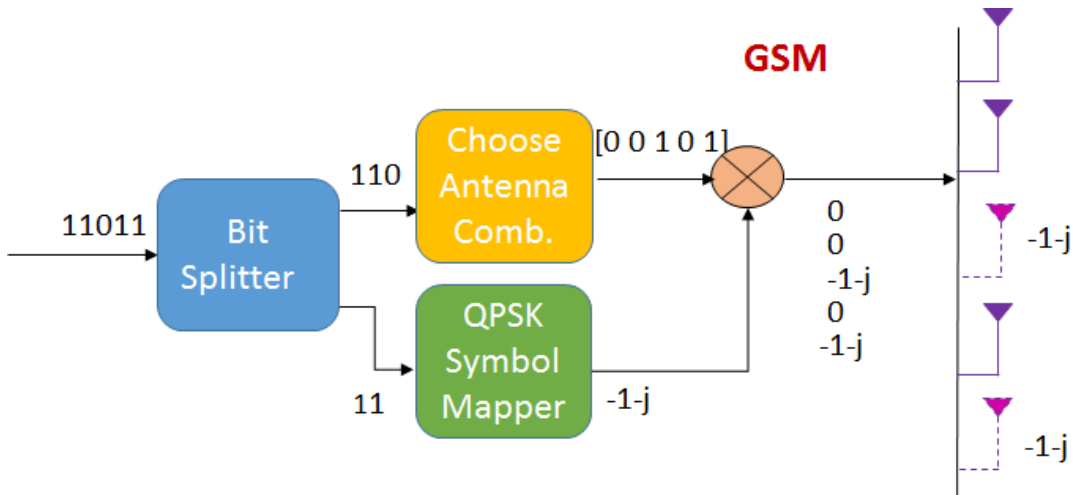 GSM
11011
Bit
Splitter
110
Choose
Antenna
Comb.
[0 0 1 0 1]
11
QPSK
Symbol
Mapper
-1-j
0
0
-1-j
0
-1-j
-1-j
-1-j